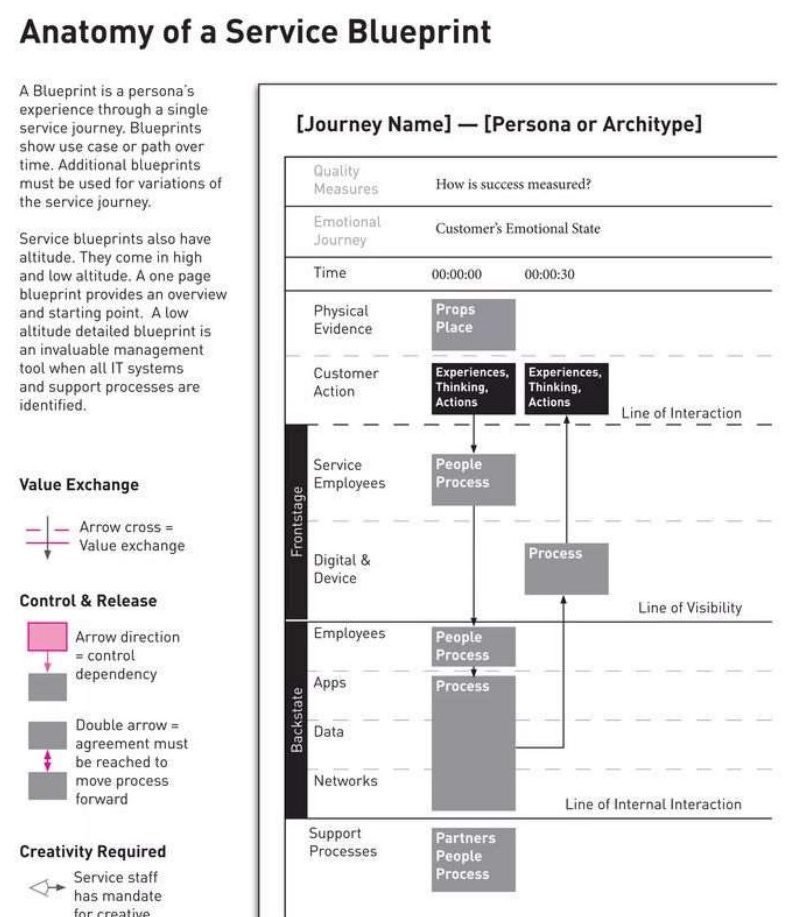 Anatomy of a Service Blueprint
A Blueprint is a persona's
experience through a single
service journey. Blueprints
show use case or path over
time. Additional blueprints
must be used for variations of
the service journey.
Service blueprints also have
altitude. They come in high
and low altitude. A one page
blueprint provides an overview
and starting point. A low
altitude detailed blueprint is
an invaluable management
tool when all IT systems
and support processes are
identified.
Value Exchange
Arrow cross =
Value exchange
Control & Release
Arrow direction
= control
dependency
Double arrow =
agreement must
be reached to
move process
forward
Creativity Required
Service staff
has mandate
for creative
[Journey Name] — [Persona or Architype]
Quality
Measures
How is success measured?
Emotional
Journey
Customer's Emotional State
Time
00:00:00
00:00:30
Physical
Evidence
Props
Place
Customer
Action
Experiences,
Thinking,
Actions
Experiences,
Thinking,
Actions
Line of Interaction
Frontstage
Service
Employees
People
Process
Digital &
Device
Process
Line of Visibility
Backstate
Employees
People
Process
Apps
Process
Data
Networks
Line of Internal Interaction
Support
Processes
Partners
People
Process